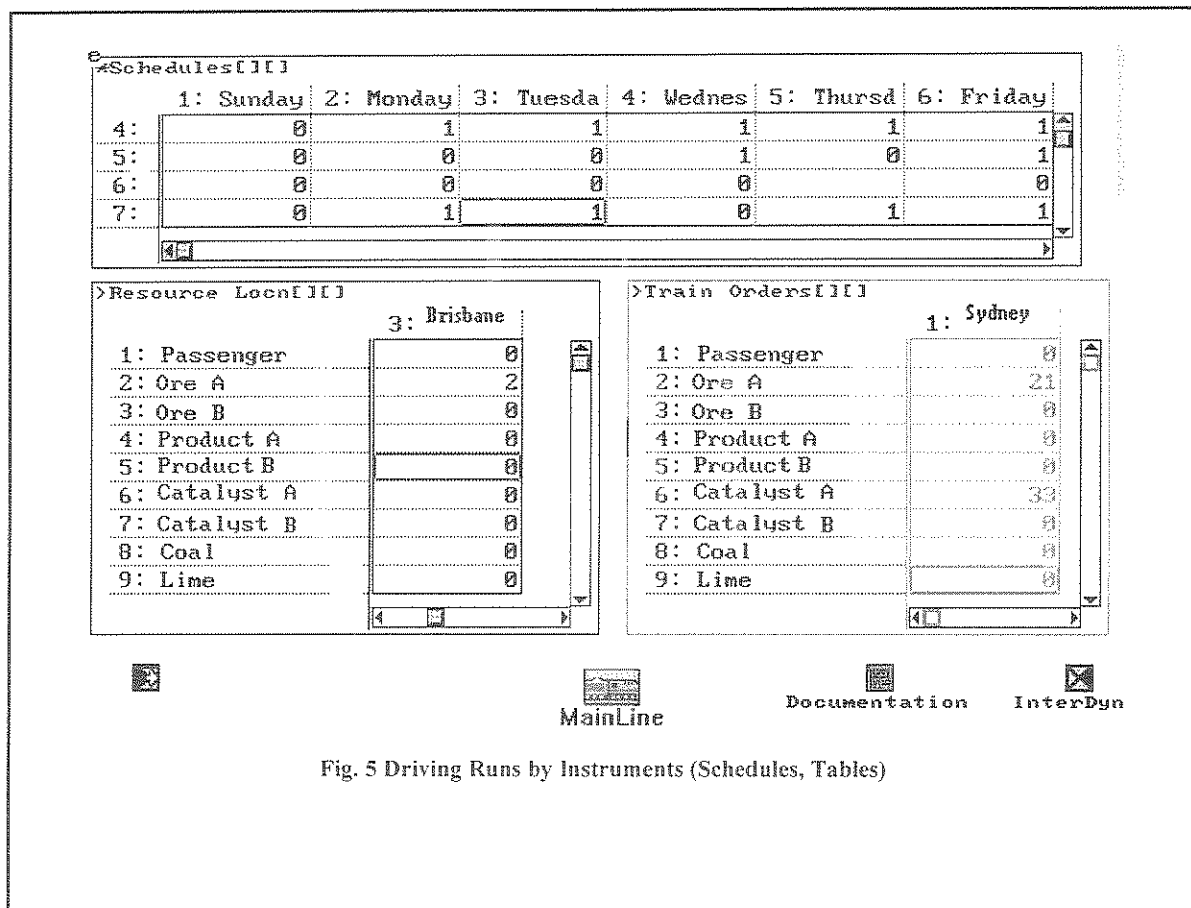 ≠Schedules[][]
1: Sunday 2: Monday 3: Tuesda 4: Wednes 5: Thursd 6: Friday
4: 0 1 1 1 1 1
5: 0 0 0 1 0 1
6: 0 0 0 0 0
7: 0 1 1 0 1 1
>Resource Locn[][]
3: Brisbane
1: Passenger 0
2: Ore A 2
3: Ore B 0
4: Product A 0
5: Product B 0
6: Catalyst A 0
7: Catalyst B 0
8: Coal 0
9: Lime 0
>Train Orders[][]
1: Sydney
1: Passenger 0
2: Ore A 21
3: Ore B 0
4: Product A 0
5: Product B 0
6: Catalyst A 33
7: Catalyst B 0
8: Coal 0
9: Lime 0
MainLine
Documentation
InterDyn
Fig. 5 Driving Runs by Instruments (Schedules, Tables)